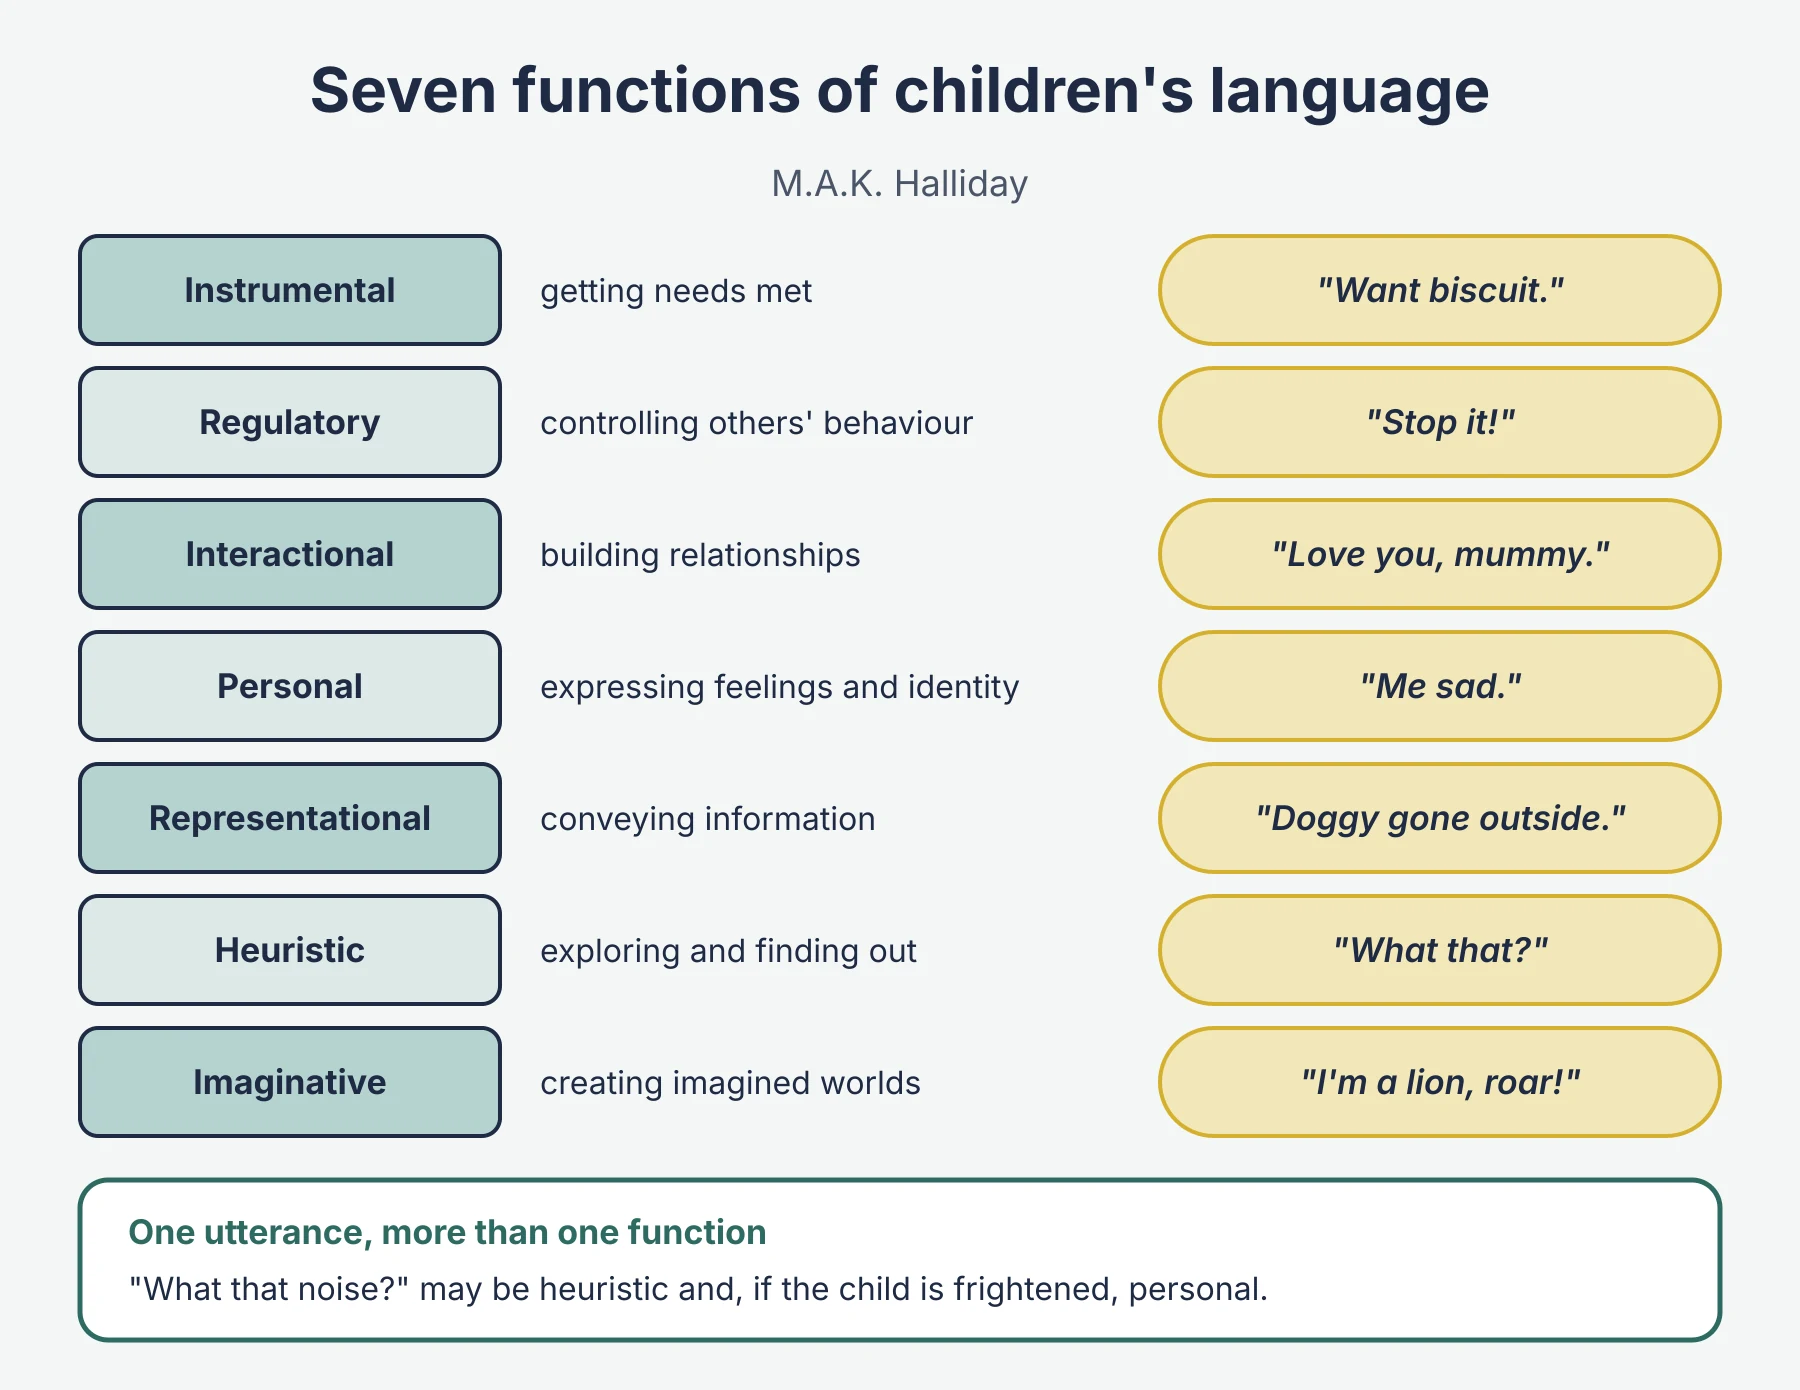 Seven functions of children's language
M.A.K. Halliday
Instrumental
getting needs met
"Want biscuit."
Regulatory
controlling others' behaviour
"Stop it!"
Interactional
building relationships
"Love you, mummy."
Personal
expressing feelings and identity
"Me sad."
Representational
conveying information
"Doggy gone outside."
Heuristic
exploring and finding out
"What that?"
Imaginative
creating imagined worlds
"I'm a lion, roar!"
One utterance, more than one function
"What that noise?" may be heuristic and, if the child is frightened, personal.